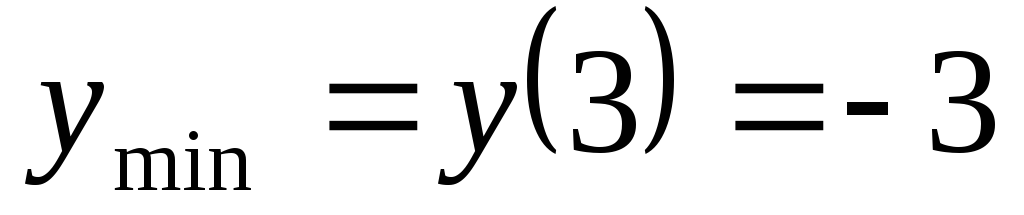 y_min = y(3) = - 3